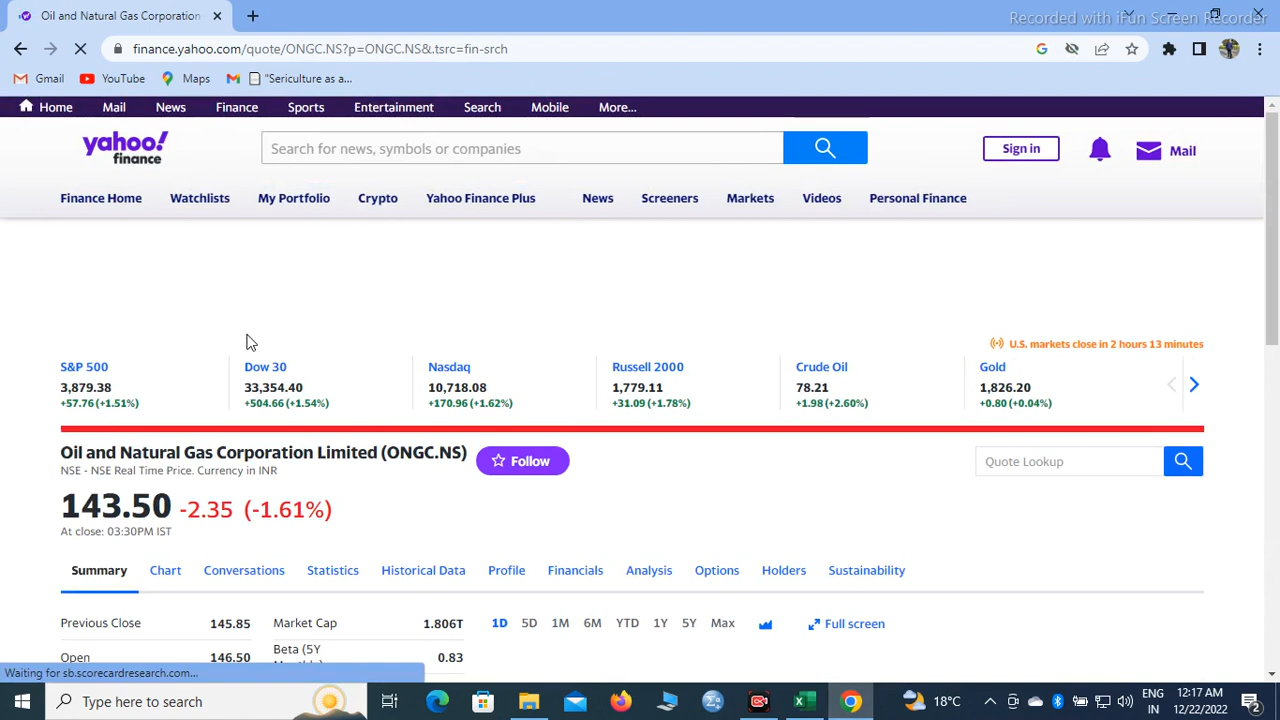 Oil and Natural Gas Corporation
Recorded with iFun Screen Recorder
finance.yahoo.com/quote/ONGC.NS?p=ONGC.NS&.tsrc=fin-srch
Gmail YouTube Maps "Sericulture as a...
Home Mail News Finance Sports Entertainment Search Mobile More...
yahoo!
finance
Search for news, symbols or companies
Sign in
Mail
Finance Home Watchlists My Portfolio Crypto Yahoo Finance Plus News Screeners Markets Videos Personal Finance
U.S. markets close in 2 hours 13 minutes
S&P 500 Dow 30 Nasdaq Russell 2000 Crude Oil Gold
3,879.38 33,354.40 10,718.08 1,779.11 78.21 1,826.20
+57.76 (+1.51%) +504.66 (+1.54%) +170.96 (+1.62%) +31.09 (+1.78%) +1.98 (+2.60%) +0.80 (+0.04%)
Oil and Natural Gas Corporation Limited (ONGC.NS) Follow
Quote Lookup
NSE - NSE Real Time Price. Currency in INR
143.50 -2.35 (-1.61%)
At close: 03:30PM IST
Summary Chart Conversations Statistics Historical Data Profile Financials Analysis Options Holders Sustainability
Previous Close 145.85 Market Cap 1.806T 1D 5D 1M 6M YTD 1Y 5Y Max Full screen
Open 146.50 Beta (5Y 0.83
Waiting for sb.scorecardresearch.com...
Type here to search
18°C
ENG
IN
12:17 AM
12/22/2022
2